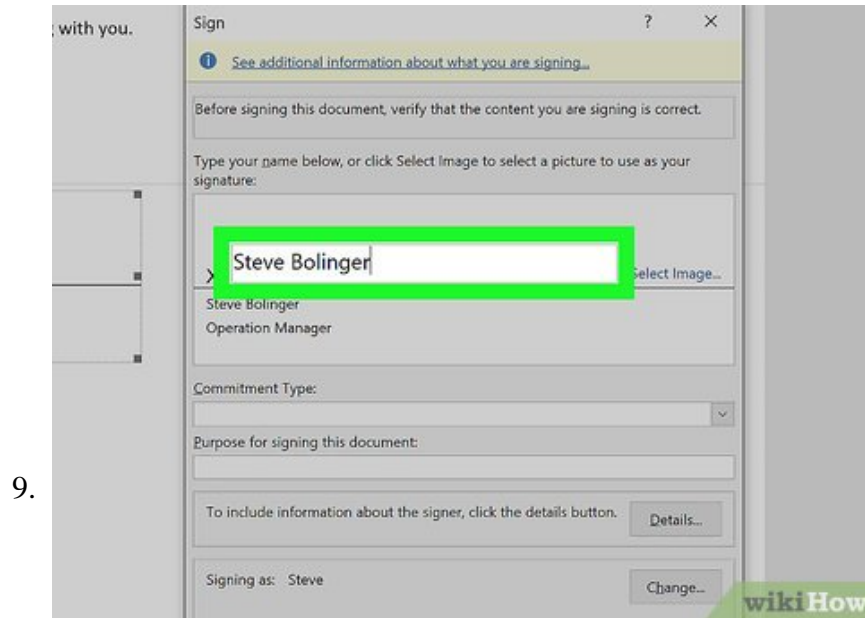 with you.
Sign ? ×
See additional information about what you are signing...
Before signing this document, verify that the content you are signing is correct.
Type your name below, or click Select Image to select a picture to use as your
signature:
Steve Bolinger
X
Select Image...
Steve Bolinger
Operation Manager
Commitment Type:
Purpose for signing this document:
9.
To include information about the signer, click the details button.
Details...
Signing as: Steve
Change...
wikiHow